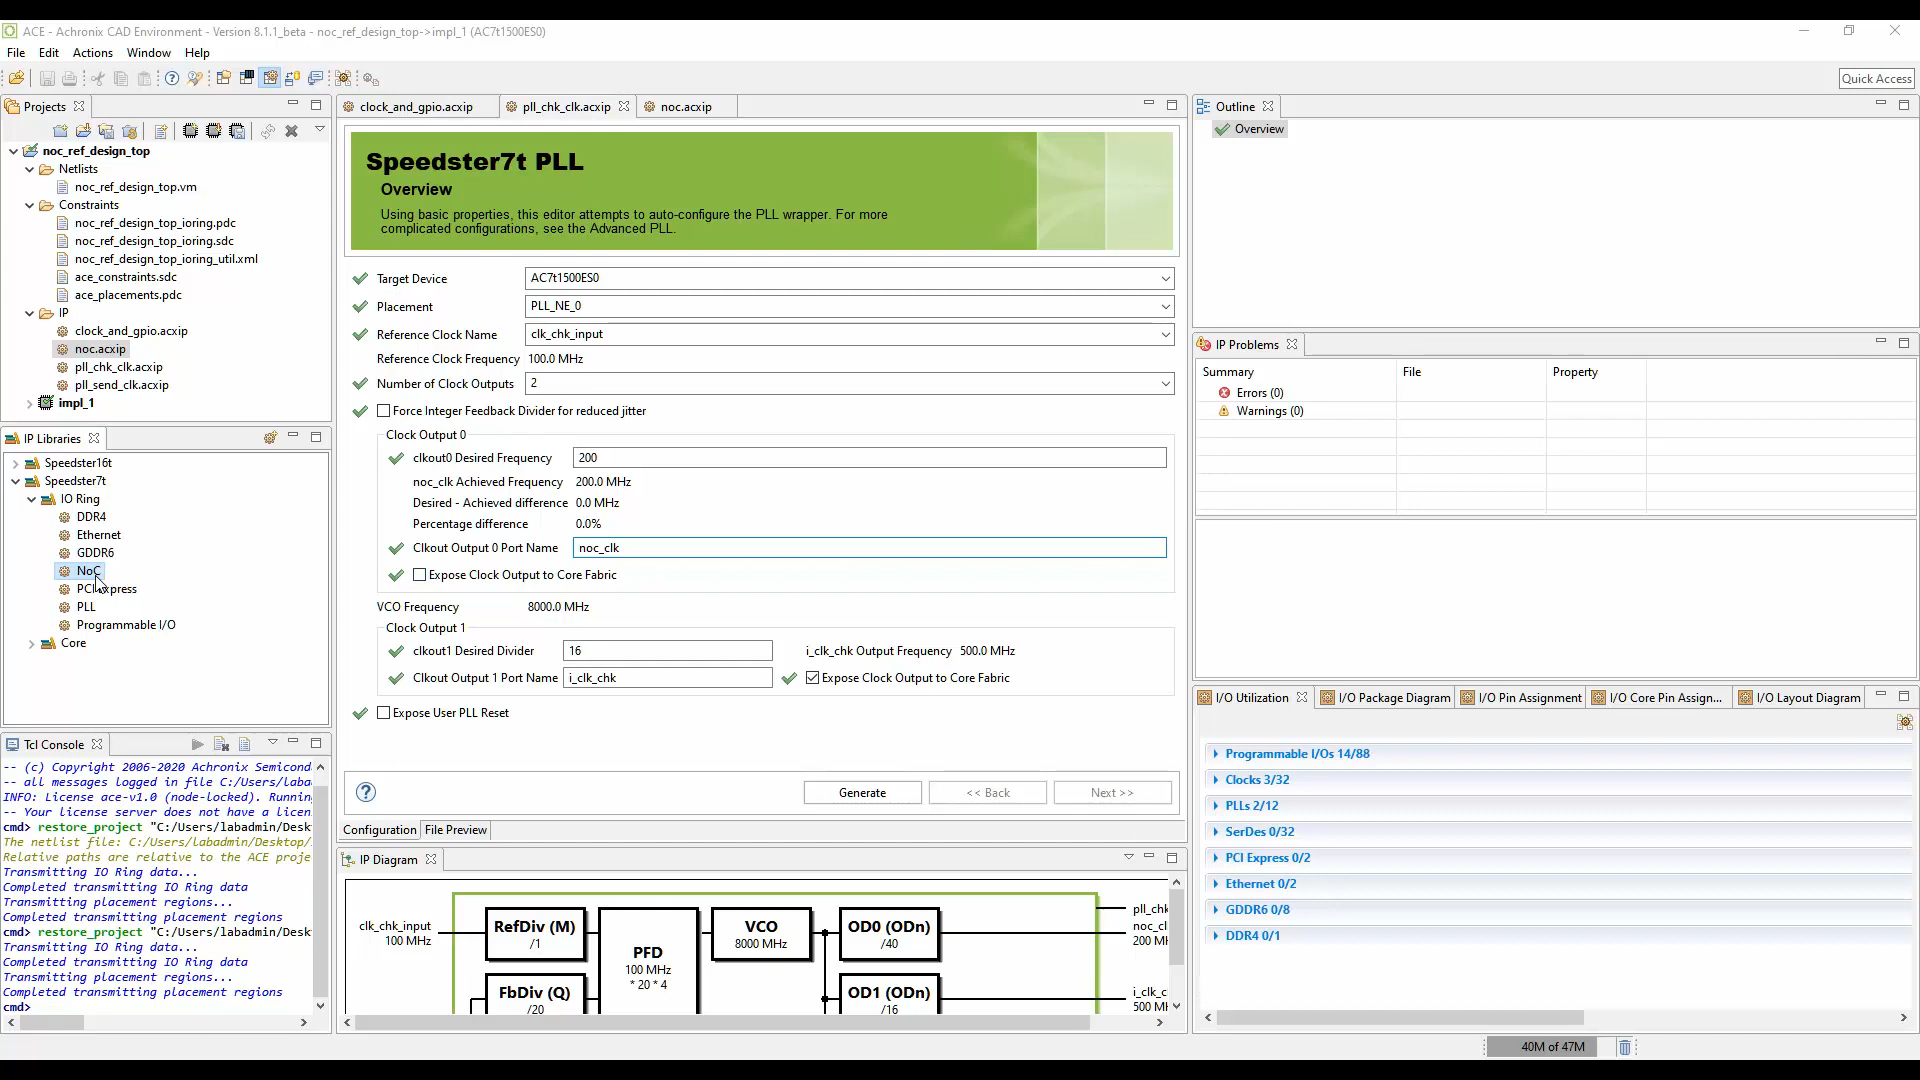 ACE - Achronix CAD Environment - Version 8.1.1_beta - noc_ref_design_top->impl_1 (AC7t1500ES0)
File Edit Actions Window Help
Quick Access
Projects
noc_ref_design_top
Netlists
noc_ref_design_top.vm
Constraints
noc_ref_design_top_ioring.pdc
noc_ref_design_top_ioring.sdc
noc_ref_design_top_ioring_util.xml
ace_constraints.sdc
ace_placements.pdc
IP
clock_and_gpio.acxip
noc.acxip
pll_chk_clk.acxip
pll_send_clk.acxip
impl_1
IP Libraries
Speedster16t
Speedster7t
IO Ring
DDR4
Ethernet
GDDR6
NoC
PCI Express
PLL
Programmable I/O
Core
Tcl Console
-- (c) Copyright 2006-2020 Achronix Semicond
-- all messages logged in file C:/Users/laba
INFO: License ace-v1.0 (node-locked). Runnin
-- Your license server does not have a licen
cmd> restore_project "C:/Users/labadmin/Desk
The netlist file: C:/Users/labadmin/Desktop/
Relative paths are relative to the ACE proje
Transmitting IO Ring data...
Completed transmitting IO Ring data
Transmitting placement regions...
Completed transmitting placement regions
cmd> restore_project "C:/Users/labadmin/Desk
Transmitting IO Ring data...
Completed transmitting IO Ring data
Transmitting placement regions...
Completed transmitting placement regions
cmd>
clock_and_gpio.acxip pll_chk_clk.acxip noc.acxip
Speedster7t PLL
Overview
Using basic properties, this editor attempts to auto-configure the PLL wrapper. For more
complicated configurations, see the Advanced PLL.
Target Device AC7t1500ES0
Placement PLL_NE_0
Reference Clock Name clk_chk_input
Reference Clock Frequency 100.0 MHz
Number of Clock Outputs 2
Force Integer Feedback Divider for reduced jitter
Clock Output 0
clkout0 Desired Frequency 200
noc_clk Achieved Frequency 200.0 MHz
Desired - Achieved difference 0.0 MHz
Percentage difference 0.0%
Clkout Output 0 Port Name noc_clk
Expose Clock Output to Core Fabric
VCO Frequency 8000.0 MHz
Clock Output 1
clkout1 Desired Divider 16 i_clk_chk Output Frequency 500.0 MHz
Clkout Output 1 Port Name i_clk_chk Expose Clock Output to Core Fabric
Expose User PLL Reset
Generate << Back Next >>
Configuration File Preview
IP Diagram
clk_chk_input
100 MHz
RefDiv (M)
/1
FbDiv (Q)
/20
PFD
100 MHz
* 20 * 4
VCO
8000 MHz
OD0 (ODn)
/40
OD1 (ODn)
/16
pll_chk
noc_cl
200 MH
i_clk_c
500 MH
Outline
Overview
IP Problems
Summary File Property
Errors (0)
Warnings (0)
I/O Utilization I/O Package Diagram I/O Pin Assignment I/O Core Pin Assign... I/O Layout Diagram
Programmable I/Os 14/88
Clocks 3/32
PLLs 2/12
SerDes 0/32
PCI Express 0/2
Ethernet 0/2
GDDR6 0/8
DDR4 0/1
40M of 47M